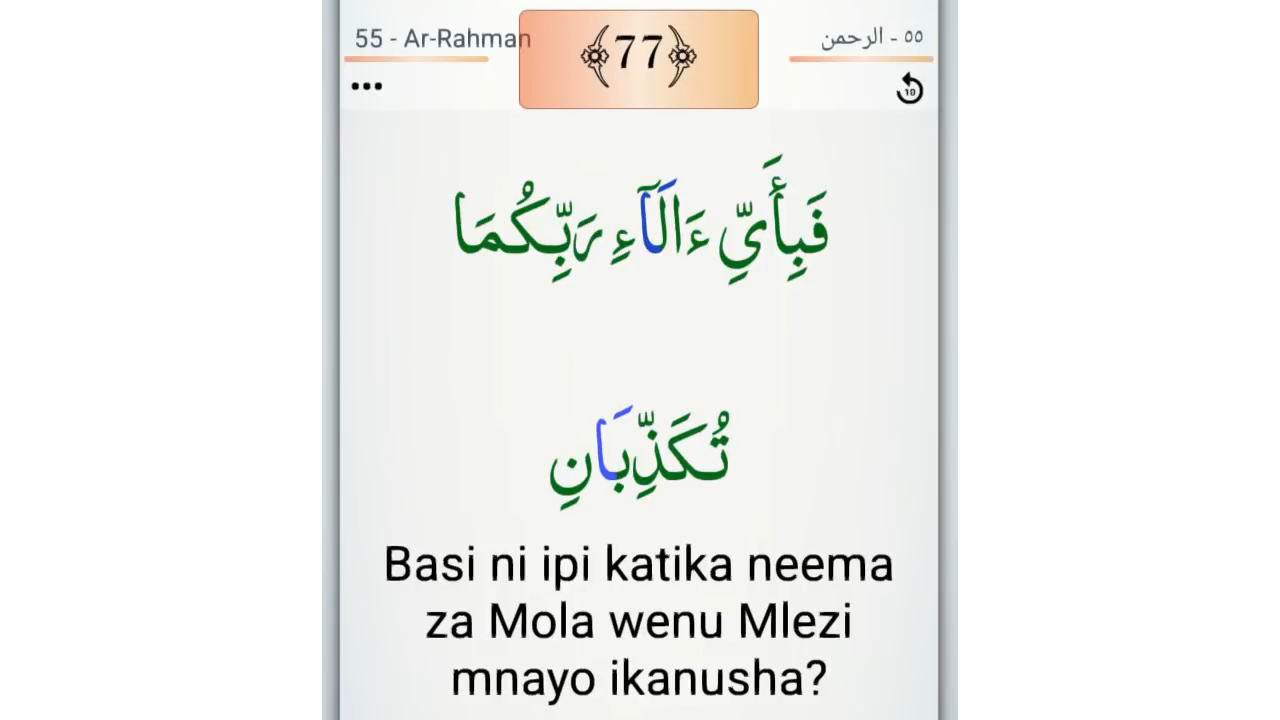 55 - Ar-Rahman
﴾77﴿
٥٥ - الرحمن
10
فَبِأَيِّ ءَالَآءِ رَبِّكُمَا
تُكَذِّبَانِ
Basi ni ipi katika neema
za Mola wenu Mlezi
mnayo ikanusha?